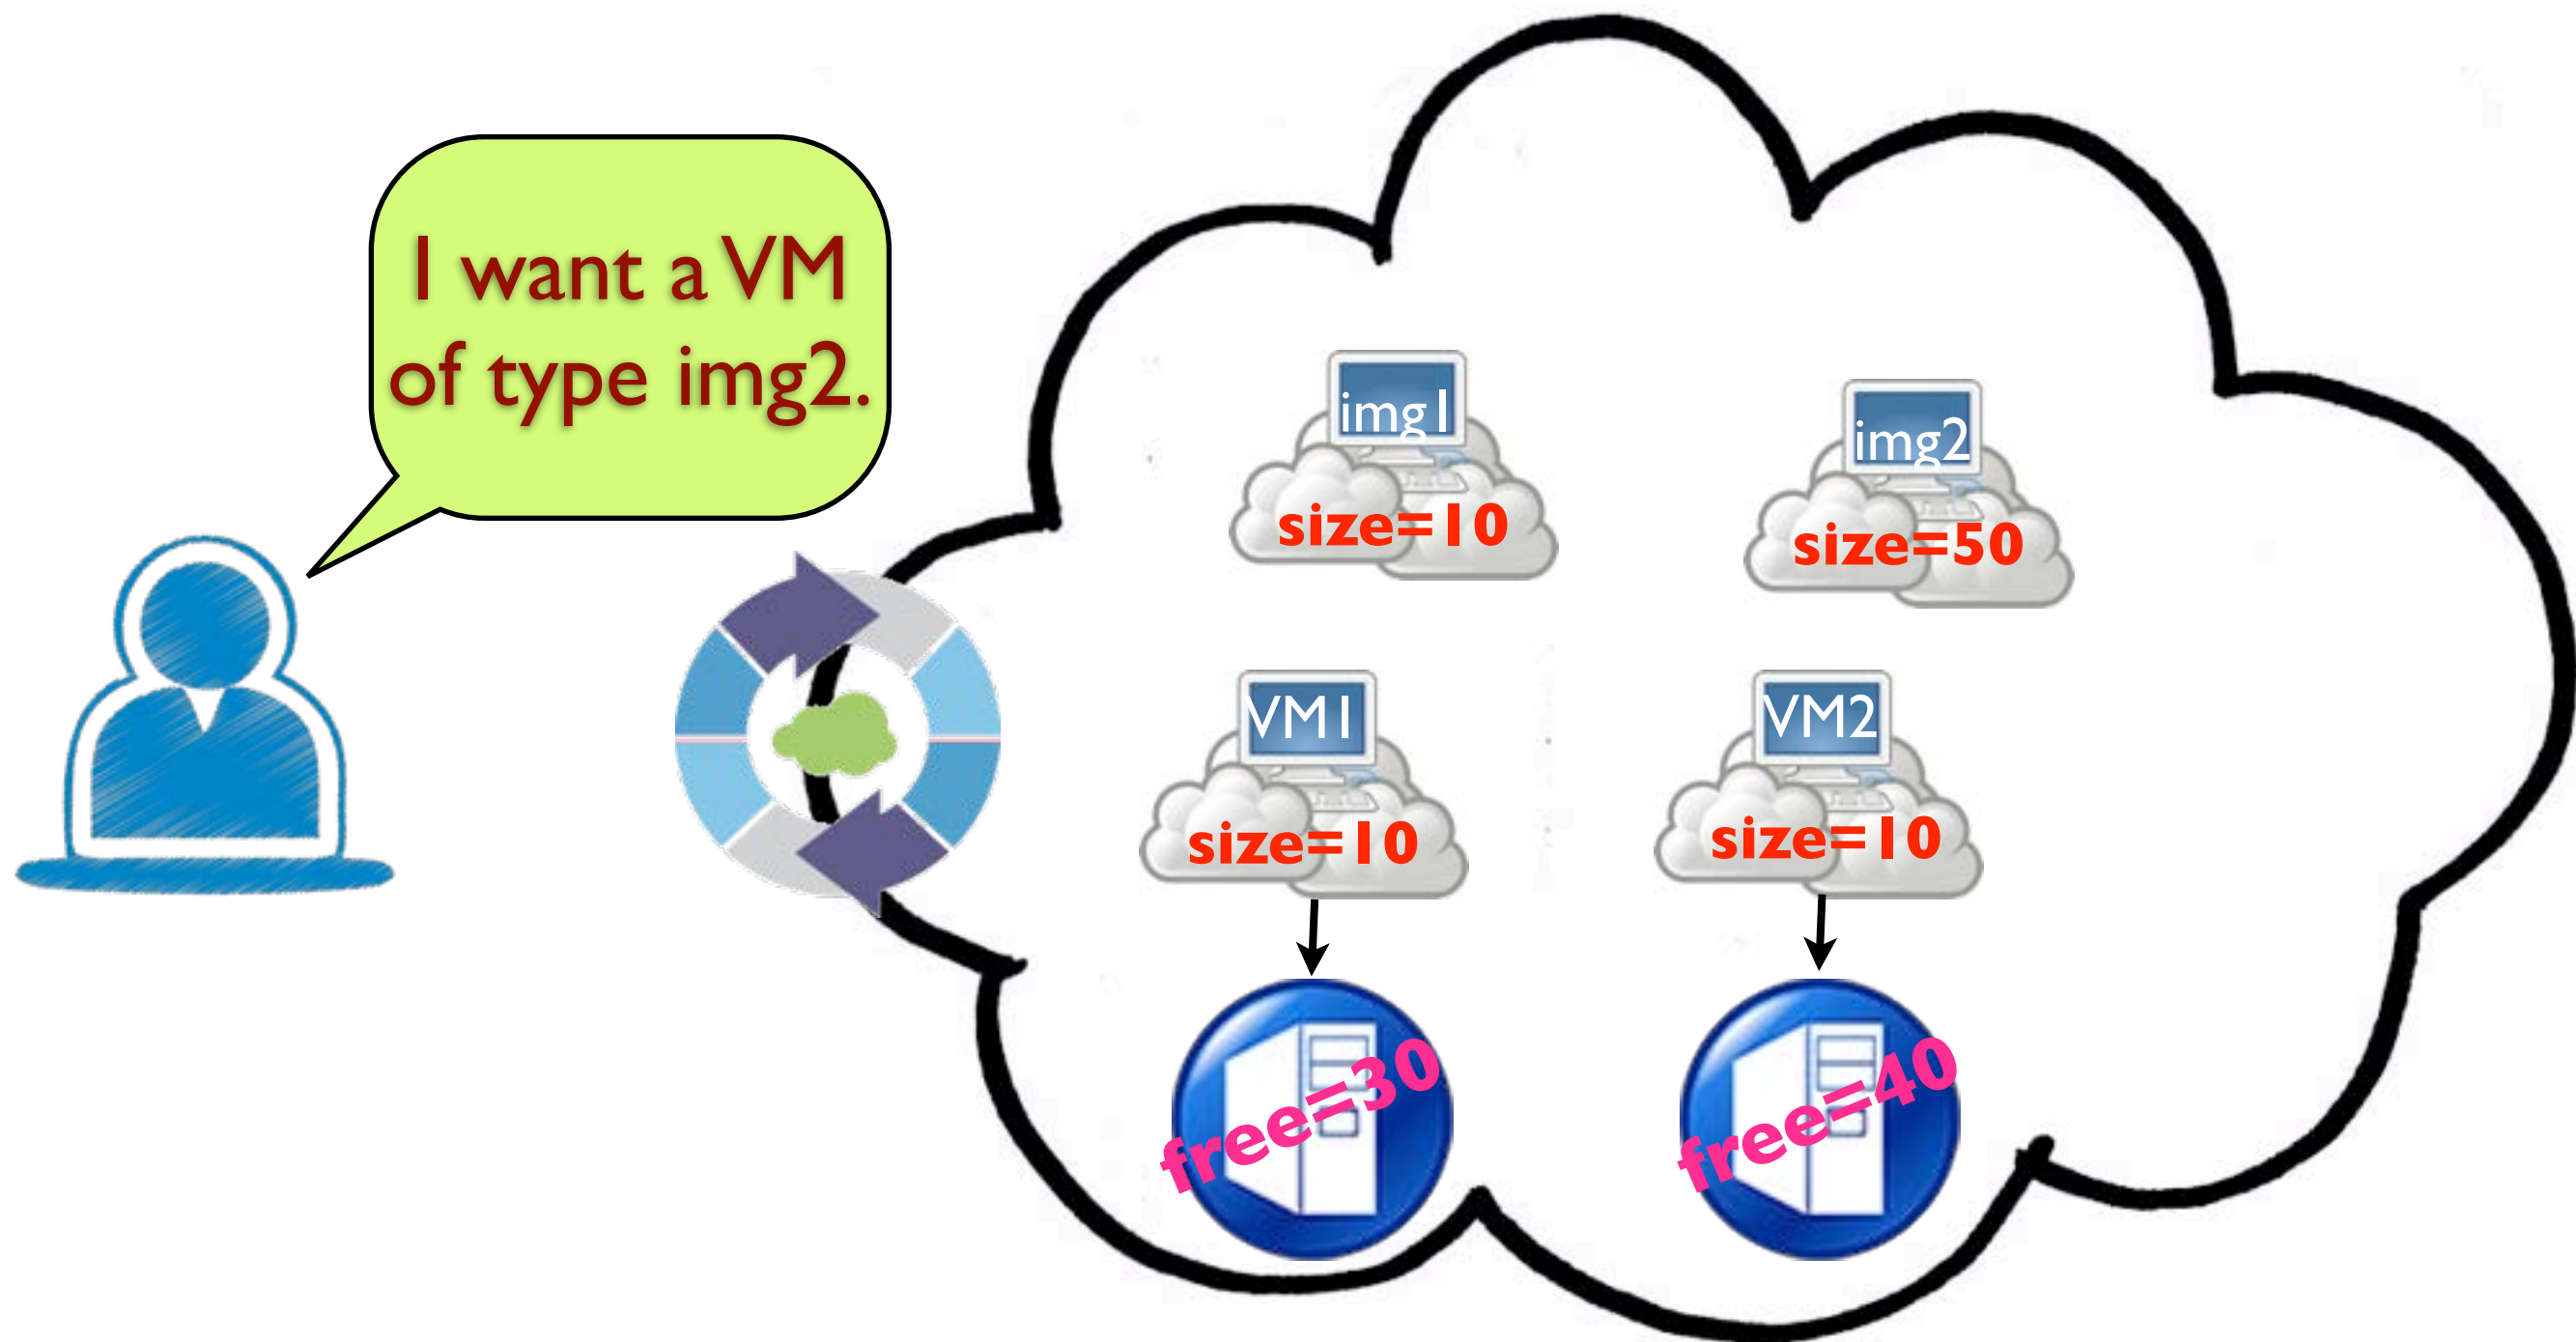 I want a VM
of type img2.
img1
img2
size=10
size=50
VM1
VM2
size=10
size=10
free=30
free=40